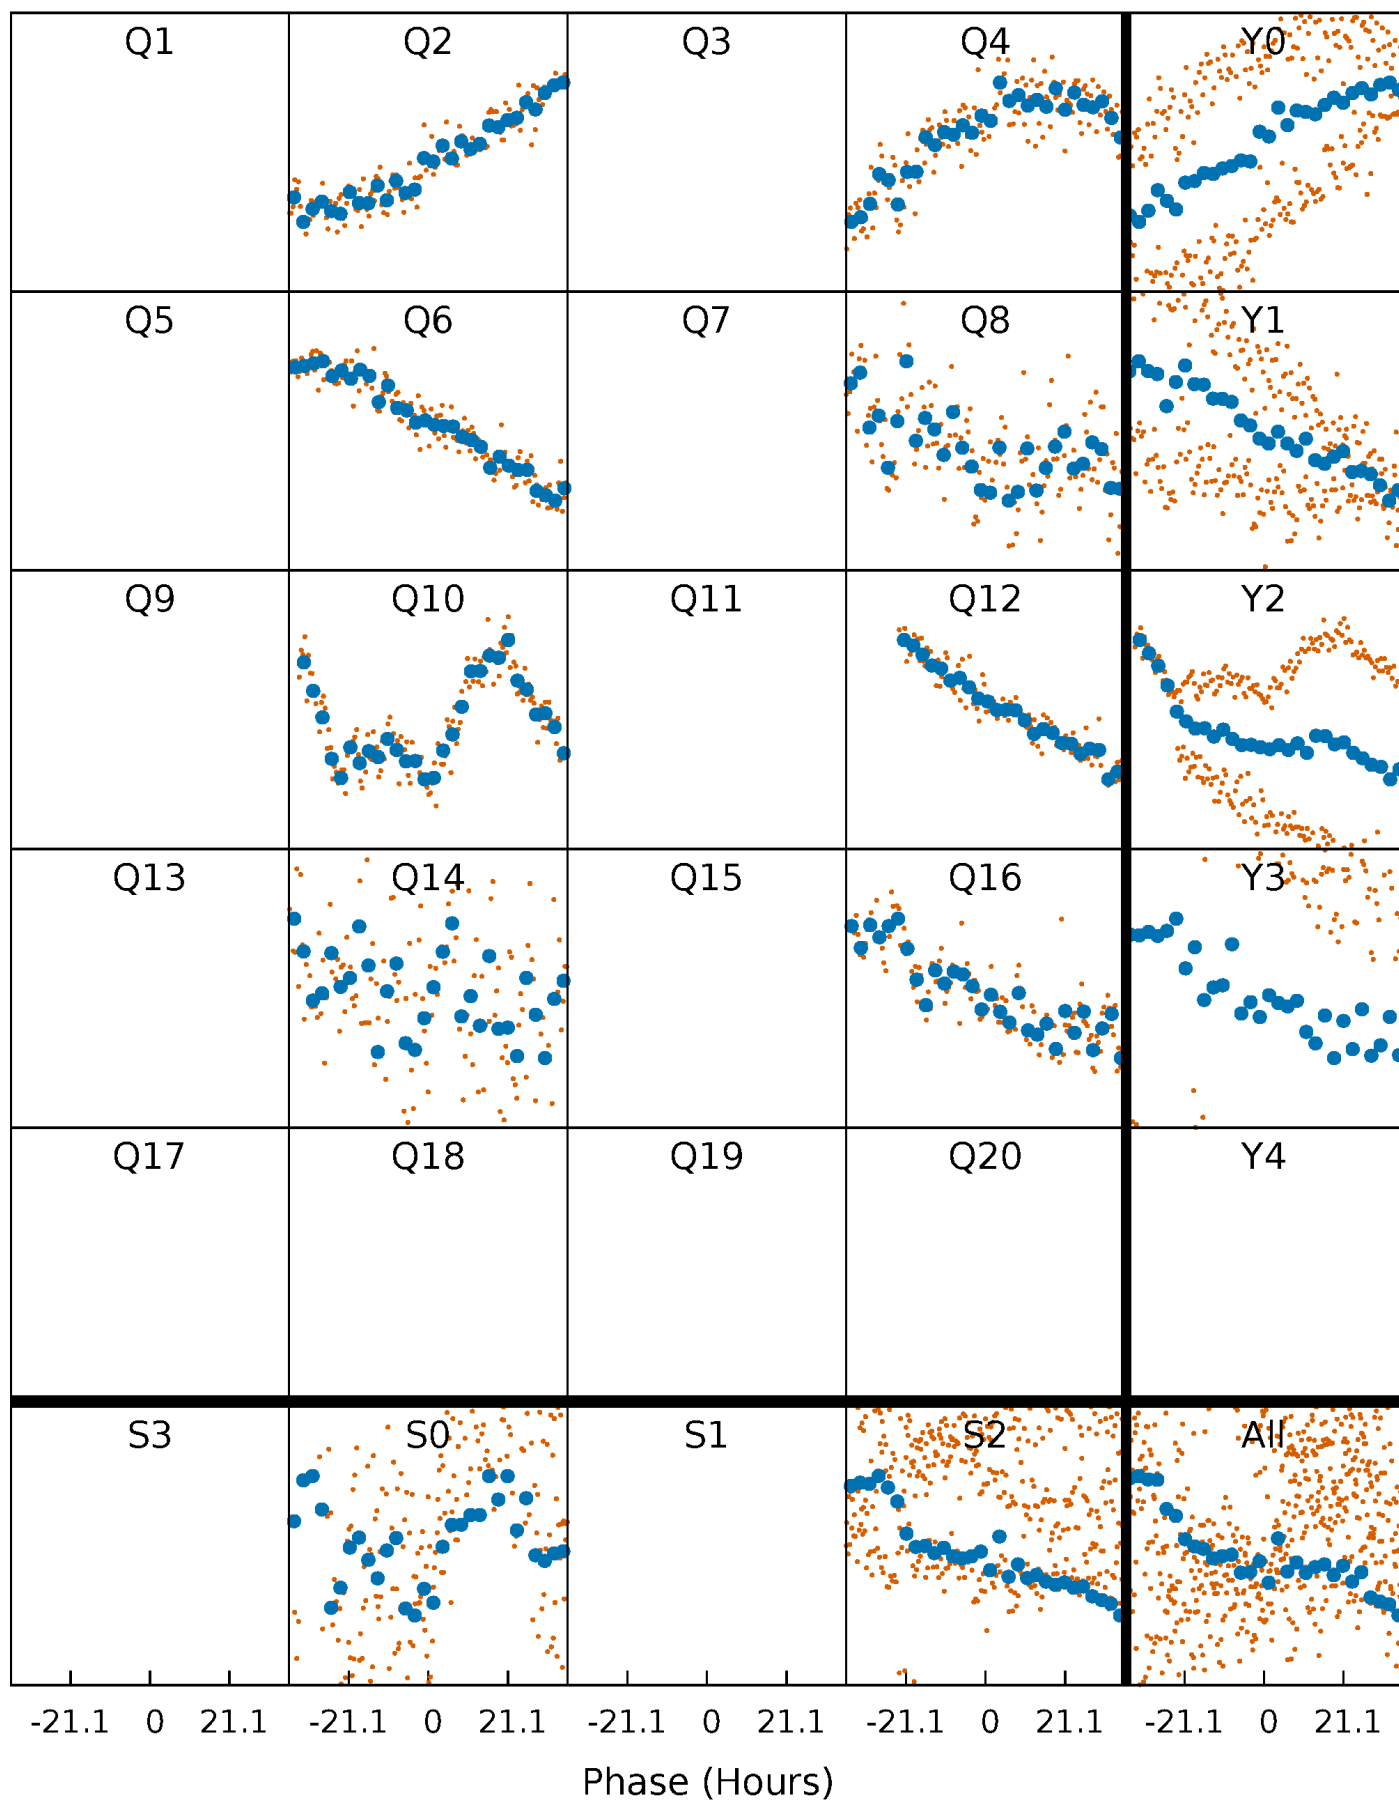 Q1 Q2 Q3 Q4 Y0
Q5 Q6 Q7 Q8 Y1
Q9 Q10 Q11 Q12 Y2
Q13 Q14 Q15 Q16 Y3
Q17 Q18 Q19 Q20 Y4
S3 S0 S1 S2 All
-21.1 0 21.1 -21.1 0 21.1 -21.1 0 21.1 -21.1 0 21.1 -21.1 0 21.1
Phase (Hours)